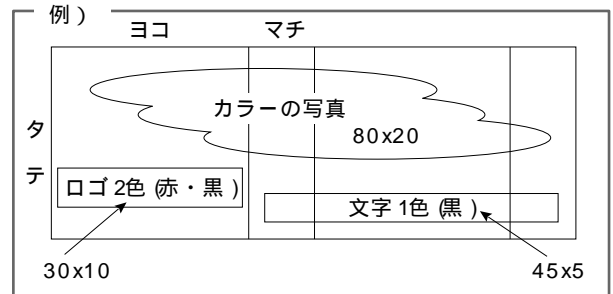 例）
ヨコ マチ
カラーの写真
80x20
タテ
ロゴ 2色 (赤・黒 )
文字 1色 (黒 )
30x10
45x5